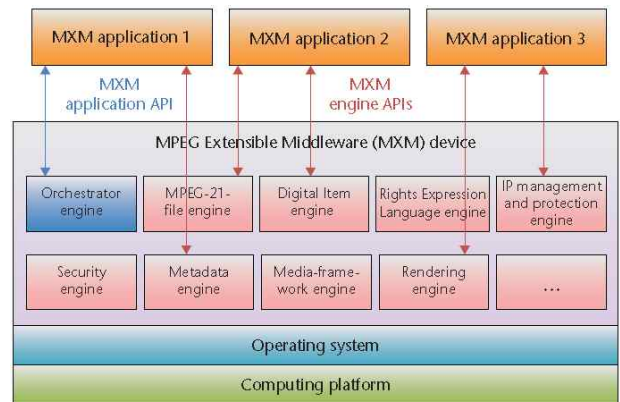 MXM application 1
MXM application 2
MXM application 3
MXM
application API
MXM
engine APIs
MPEG Extensible Middleware (MXM) device
Orchestrator
engine
MPEG-21-
file engine
Digital Item
engine
Rights Expression
Language engine
IP management
and protection
engine
Security
engine
Metadata
engine
Media-frame-
work engine
Rendering
engine
...
Operating system
Computing platform